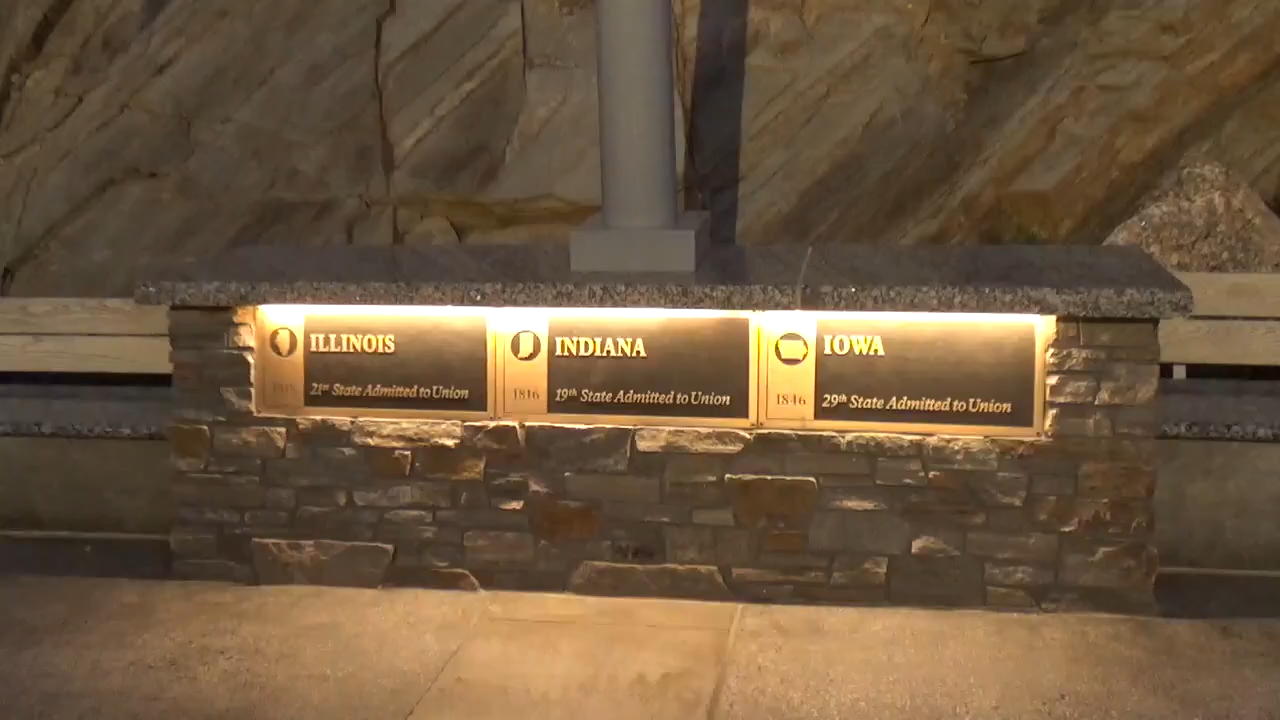 ILLINOIS
21st State Admitted to Union
INDIANA
1816
19th State Admitted to Union
IOWA
1846
29th State Admitted to Union